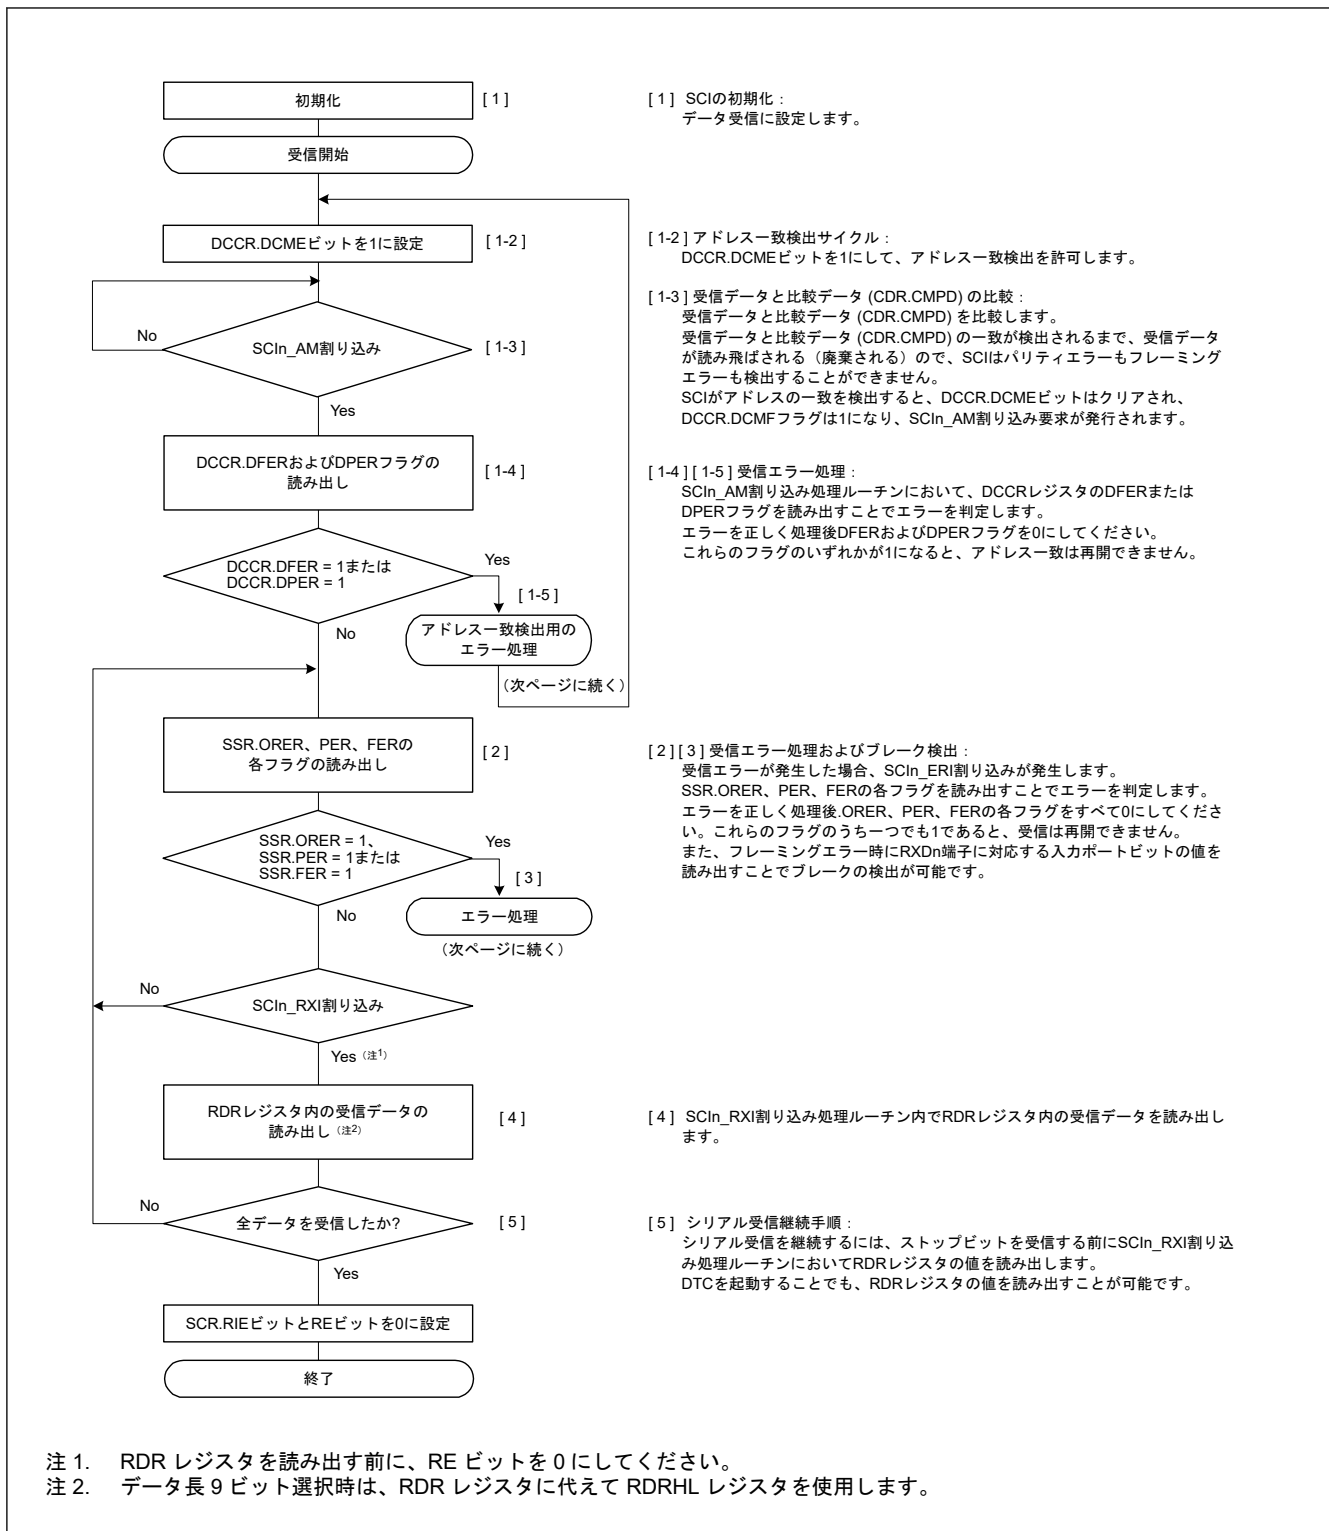 初期化
[ 1 ]
受信開始
DCCR.DCMEビットを1に設定
[ 1-2 ]
No
SCIn_AM割り込み
[ 1-3 ]
Yes
DCCR.DFERおよびDPERフラグの
読み出し
[ 1-4 ]
DCCR.DFER = 1または
DCCR.DPER = 1
Yes
[ 1-5 ]
アドレス一致検出用の
エラー処理
(次ページに続く)
No
SSR.ORER、PER、FERの
各フラグの読み出し
[ 2 ]
SSR.ORER = 1、
SSR.PER = 1または
SSR.FER = 1
Yes
[ 3 ]
エラー処理
(次ページに続く)
No
No
SCIn_RXI割り込み
Yes (注1)
RDRレジスタ内の受信データの
読み出し (注2)
[ 4 ]
No
全データを受信したか?
[ 5 ]
Yes
SCR.RIEビットとREビットを0に設定
終了
[ 1 ] SCIの初期化：
データ受信に設定します。
[ 1-2 ] アドレス一致検出サイクル：
DCCR.DCMEビットを1にして、アドレス一致検出を許可します。
[ 1-3 ] 受信データと比較データ (CDR.CMPD) の比較：
受信データと比較データ (CDR.CMPD) を比較します。
受信データと比較データ (CDR.CMPD) の一致が検出されるまで、受信データ
が読み飛ばされる（廃棄される）ので、SCIはパリティエラーもフレーミング
エラーも検出することができません。
SCIがアドレスの一致を検出すると、DCCR.DCMEビットはクリアされ、
DCCR.DCMFフラグは1になり、SCIn_AM割り込み要求が発行されます。
[ 1-4 ] [ 1-5 ] 受信エラー処理：
SCIn_AM割り込み処理ルーチンにおいて、DCCRレジスタのDFERまたは
DPERフラグを読み出すことでエラーを判定します。
エラーを正しく処理後DFERおよびDPERフラグを0にしてください。
これらのフラグのいずれかが1になると、アドレス一致は再開できません。
[ 2 ] [ 3 ] 受信エラー処理およびブレーク検出：
受信エラーが発生した場合、SCIn_ERI割り込みが発生します。
SSR.ORER、PER、FERの各フラグを読み出すことでエラーを判定します。
エラーを正しく処理後.ORER、PER、FERの各フラグをすべて0にしてくださ
い。これらのフラグのうち一つでも1であると、受信は再開できません。
また、フレーミングエラー時にRXDn端子に対応する入力ポートビットの値を
読み出すことでブレークの検出が可能です。
[ 4 ] SCIn_RXI割り込み処理ルーチン内でRDRレジスタ内の受信データを読み出し
ます。
[ 5 ] シリアル受信継続手順：
シリアル受信を継続するには、ストップビットを受信する前にSCIn_RXI割り込
み処理ルーチンにおいてRDRレジスタの値を読み出します。
DTCを起動することでも、RDRレジスタの値を読み出すことが可能です。
注 1. RDR レジスタを読み出す前に、RE ビットを 0 にしてください。
注 2. データ長 9 ビット選択時は、RDR レジスタに代えて RDRHL レジスタを使用します。